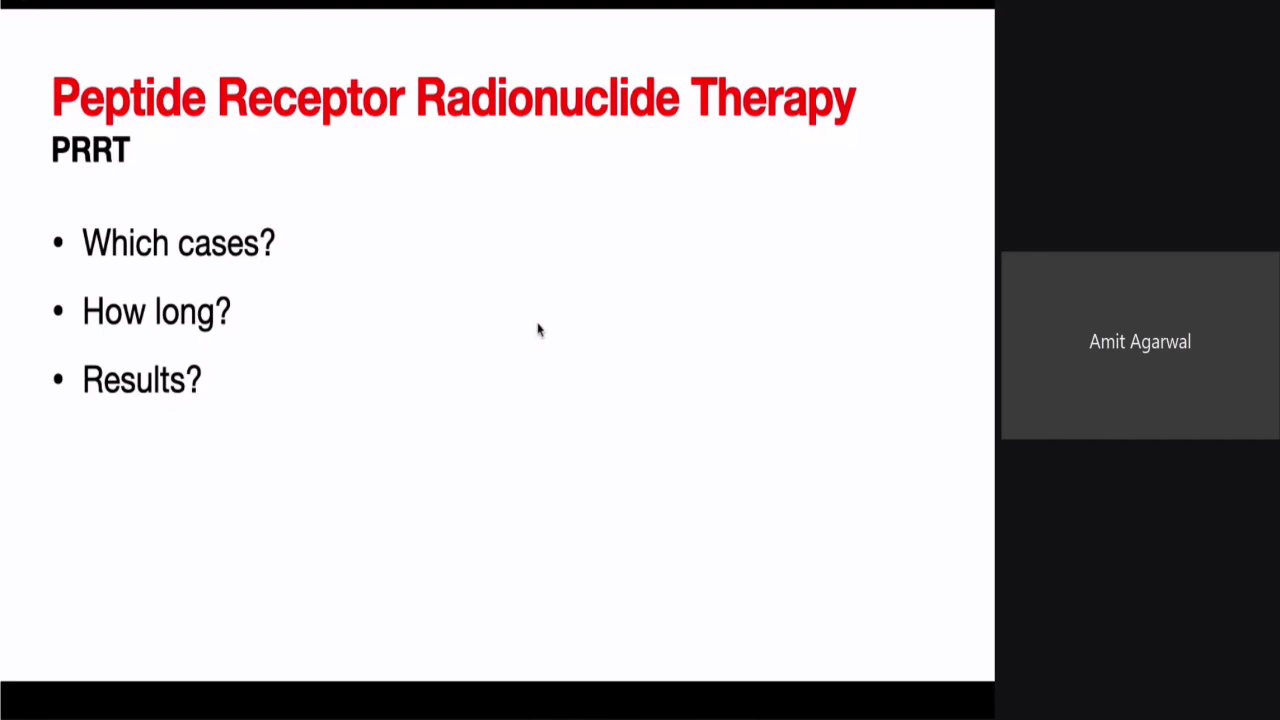 Peptide Receptor Radionuclide Therapy
PRRT
• Which cases?
• How long?
• Results?
Amit Agarwal